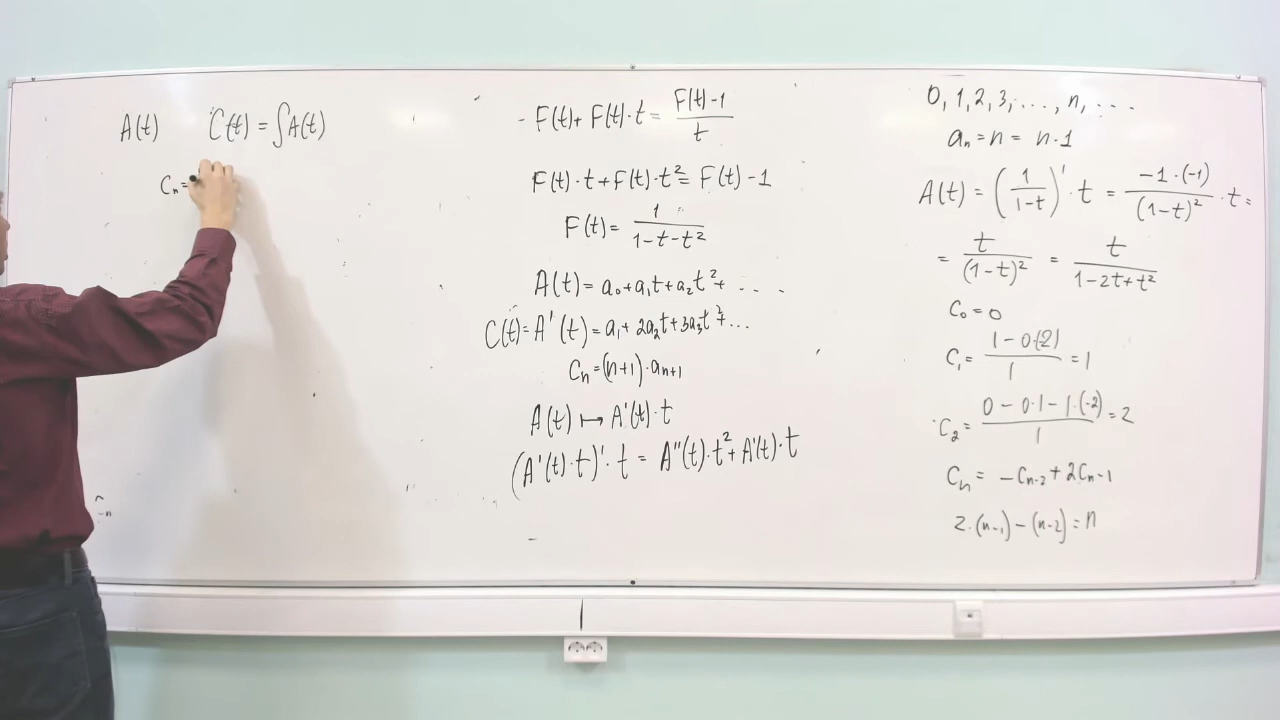 A(t) C(t) = ∫A(t)
Cₙ =
F(t) + F(t)·t = (F(t) - 1)/t
F(t)·t + F(t)·t² = F(t) - 1
F(t) = 1/(1-t-t²)
A(t) = a₀ + a₁t + a₂t² + ...
C(t) = A'(t) = a₁ + 2a₂t + 3a₃t² + ...
Cₙ = (n+1)·aₙ₊₁
A(t) ↦ A'(t)·t
(A'(t)·t)'·t = A''(t)·t² + A'(t)·t
0, 1, 2, 3, ..., n, ...
aₙ = n = n·1
A(t) = (1/(1-t))'·t = (-1·(-1))/(1-t)²·t =
= t/(1-t)² = t/(1-2t+t²)
C₀ = 0
C₁ = (1 - 0·(-2))/1 = 1
C₂ = (0 - 0·1 - 1·(-2))/1 = 2
Cₙ = -Cₙ₋₂ + 2Cₙ₋₁
2·(n-1) - (n-2) = n